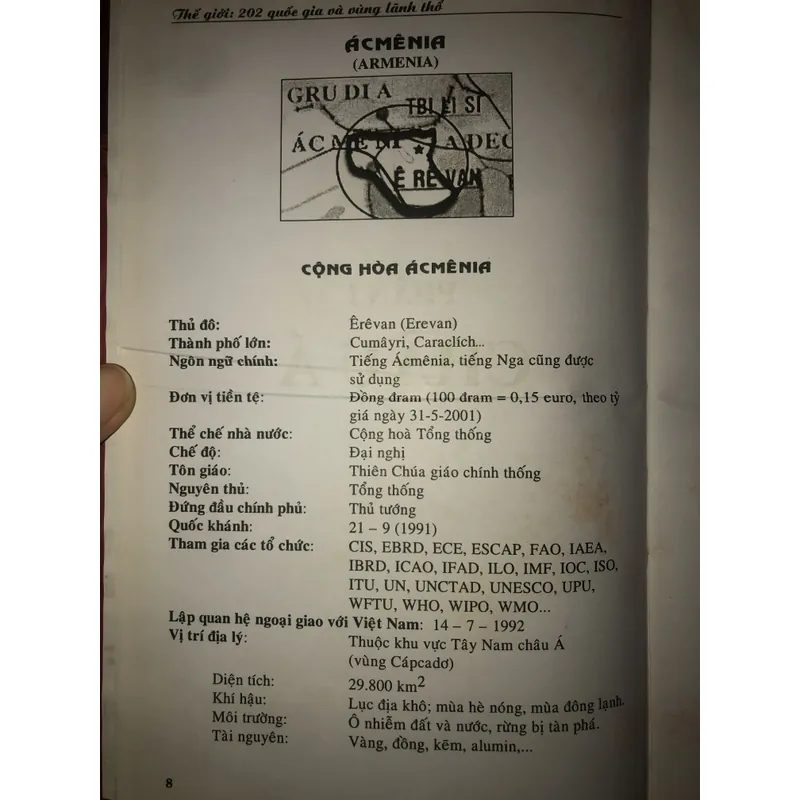 Thế giới: 202 quốc gia và vùng lãnh thổ
ÁCMÊNIA
(ARMENIA)
GRU DI A
TBI LI SI
ÁC MÊ NI A
A DEC
Ê RÊ VAN
CỘNG HÒA ÁCMÊNIA
Thủ đô: Êrêvan (Erevan)
Thành phố lớn: Cumâyri, Caraclích...
Ngôn ngữ chính: Tiếng Ácmênia, tiếng Nga cũng được
sử dụng
Đơn vị tiền tệ: Đồng đram (100 đram = 0,15 euro, theo tỷ
giá ngày 31-5-2001)
Thể chế nhà nước: Cộng hoà Tổng thống
Chế độ: Đại nghị
Tôn giáo: Thiên Chúa giáo chính thống
Nguyên thủ: Tổng thống
Đứng đầu chính phủ: Thủ tướng
Quốc khánh: 21 – 9 (1991)
Tham gia các tổ chức: CIS, EBRD, ECE, ESCAP, FAO, IAEA,
IBRD, ICAO, IFAD, ILO, IMF, IOC, ISO,
ITU, UN, UNCTAD, UNESCO, UPU,
WFTU, WHO, WIPO, WMO...
Lập quan hệ ngoại giao với Việt Nam: 14 – 7 – 1992
Vị trí địa lý: Thuộc khu vực Tây Nam châu Á
(vùng Cápcadơ)
Diện tích: 29.800 km2
Khí hậu: Lục địa khô; mùa hè nóng, mùa đông lạnh.
Môi trường: Ô nhiễm đất và nước, rừng bị tàn phá.
Tài nguyên: Vàng, đồng, kẽm, alumin,...
8